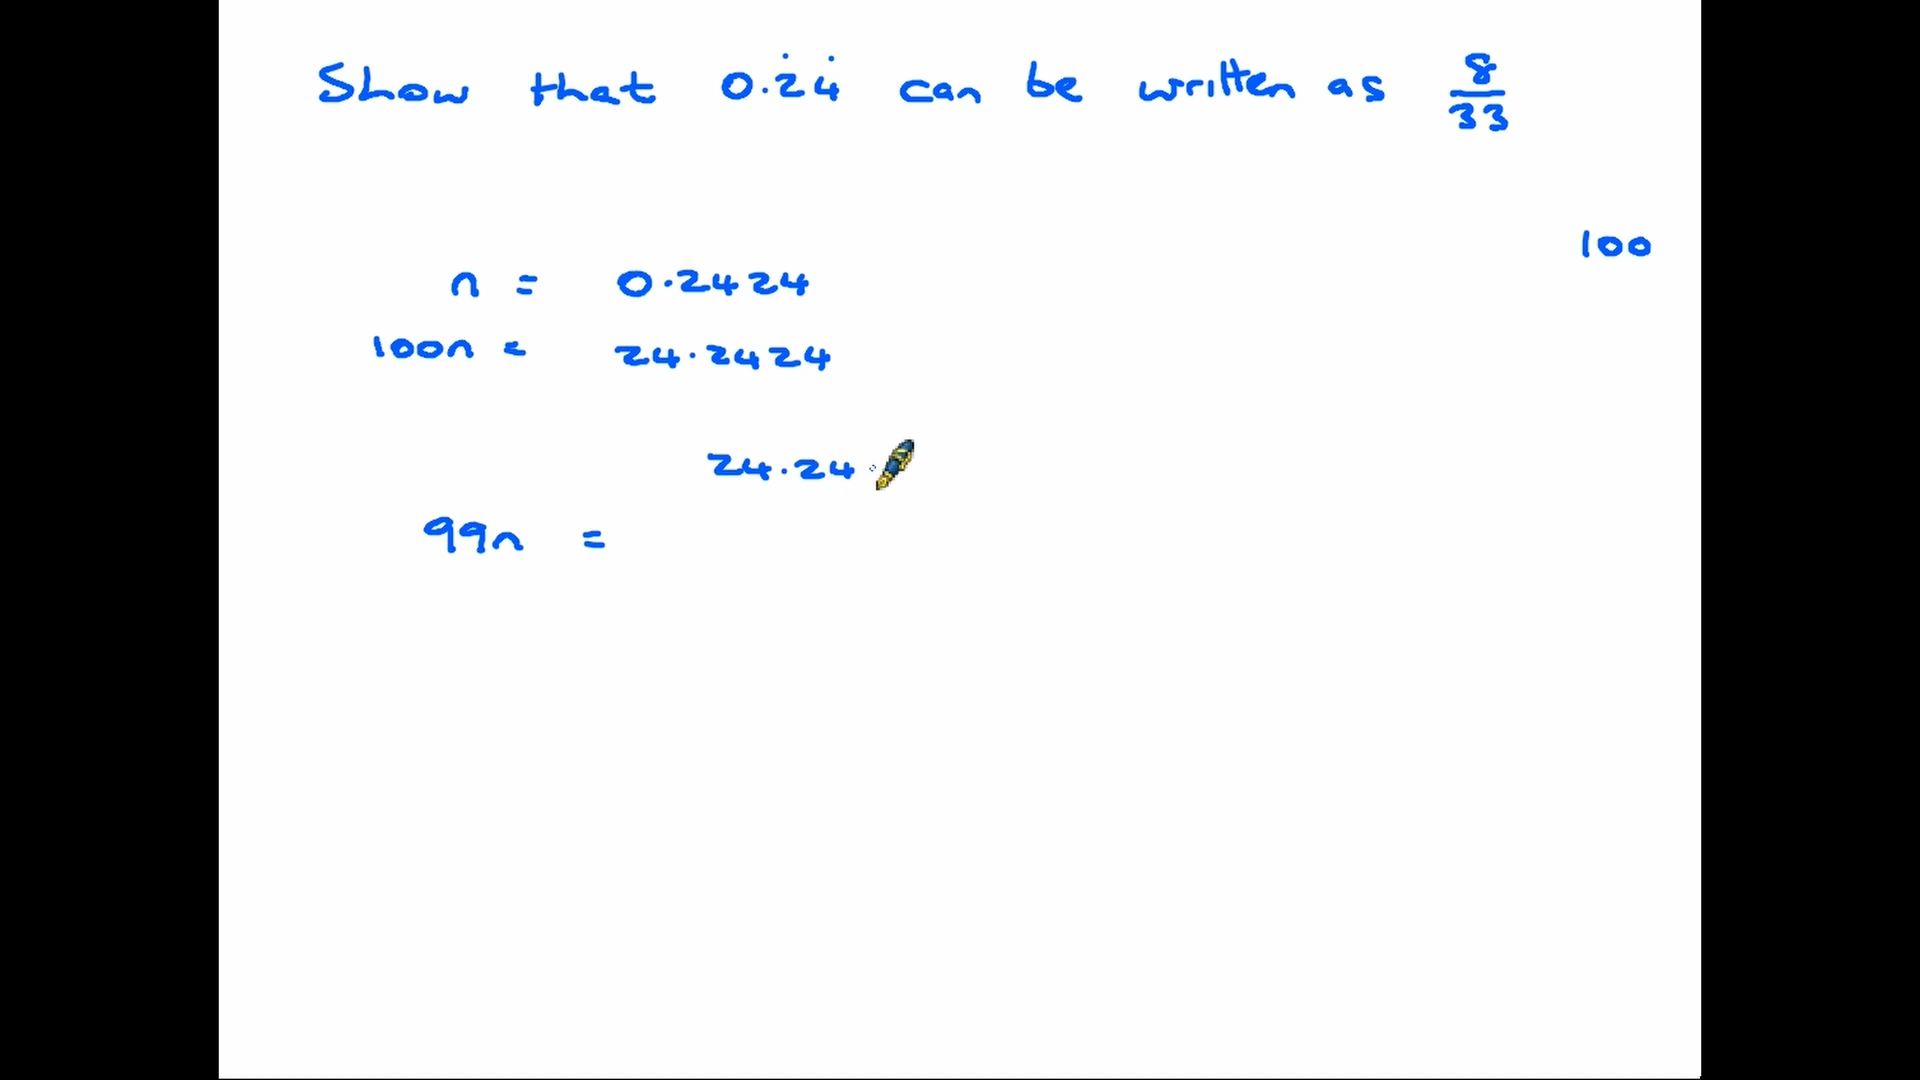 Show that 0.2̇4̇ can be written as 8/33
100
n = 0.2424
100n = 24.2424
24.24
99n =